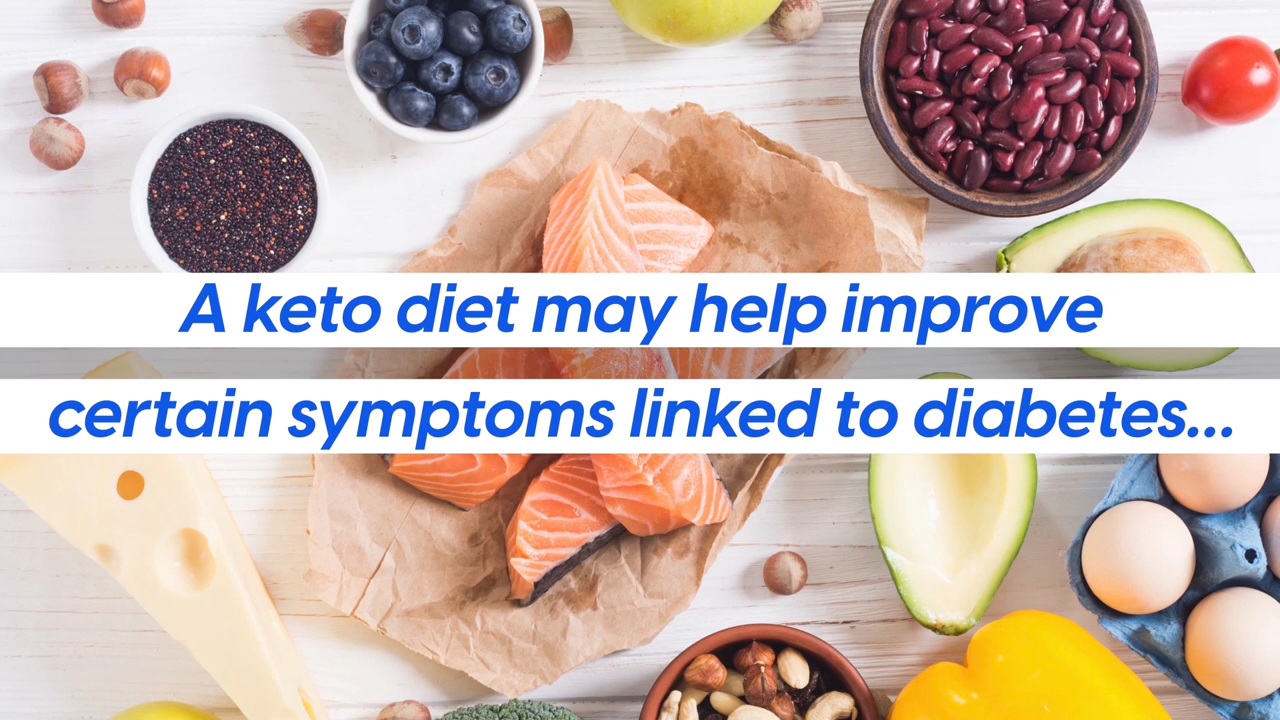 A keto diet may help improve
certain symptoms linked to diabetes...